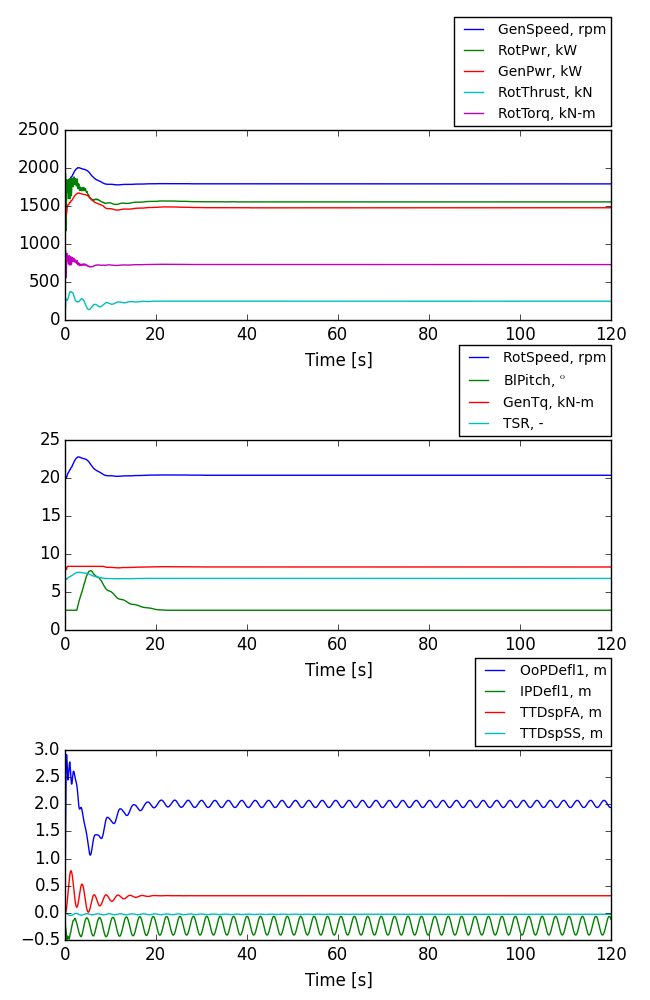 GenSpeed, rpm
RotPwr, kW
GenPwr, kW
RotThrust, kN
RotTorq, kN-m
2500
2000
1500
1000
500
0
0 20 40 60 80 100 120
Time [s]
RotSpeed, rpm
BlPitch, °
GenTq, kN-m
TSR, -
25
20
15
10
5
0
0 20 40 60 80 100 120
Time [s]
OoPDefl1, m
IPDefl1, m
TTDspFA, m
TTDspSS, m
3.0
2.5
2.0
1.5
1.0
0.5
0.0
−0.5
0 20 40 60 80 100 120
Time [s]